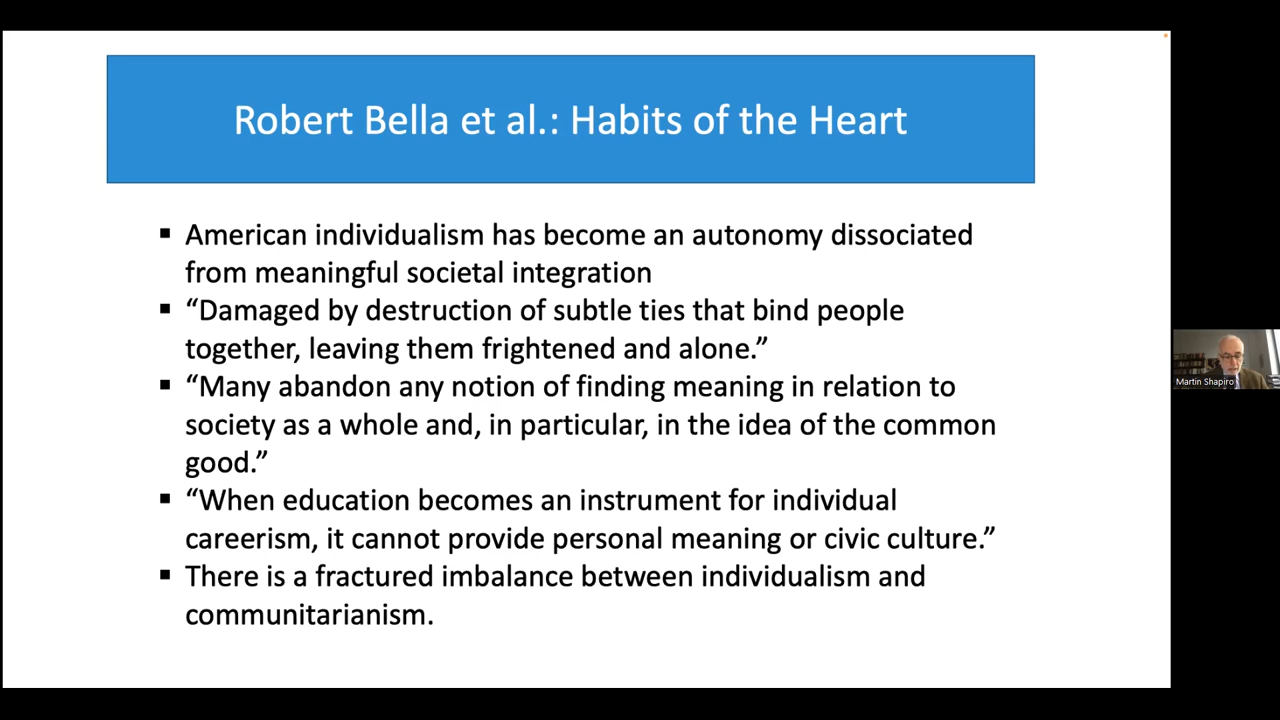 Robert Bella et al.: Habits of the Heart
▪ American individualism has become an autonomy dissociated
from meaningful societal integration
▪ “Damaged by destruction of subtle ties that bind people
together, leaving them frightened and alone.”
▪ “Many abandon any notion of finding meaning in relation to
society as a whole and, in particular, in the idea of the common
good.”
▪ “When education becomes an instrument for individual
careerism, it cannot provide personal meaning or civic culture.”
▪ There is a fractured imbalance between individualism and
communitarianism.
Martin Shapiro